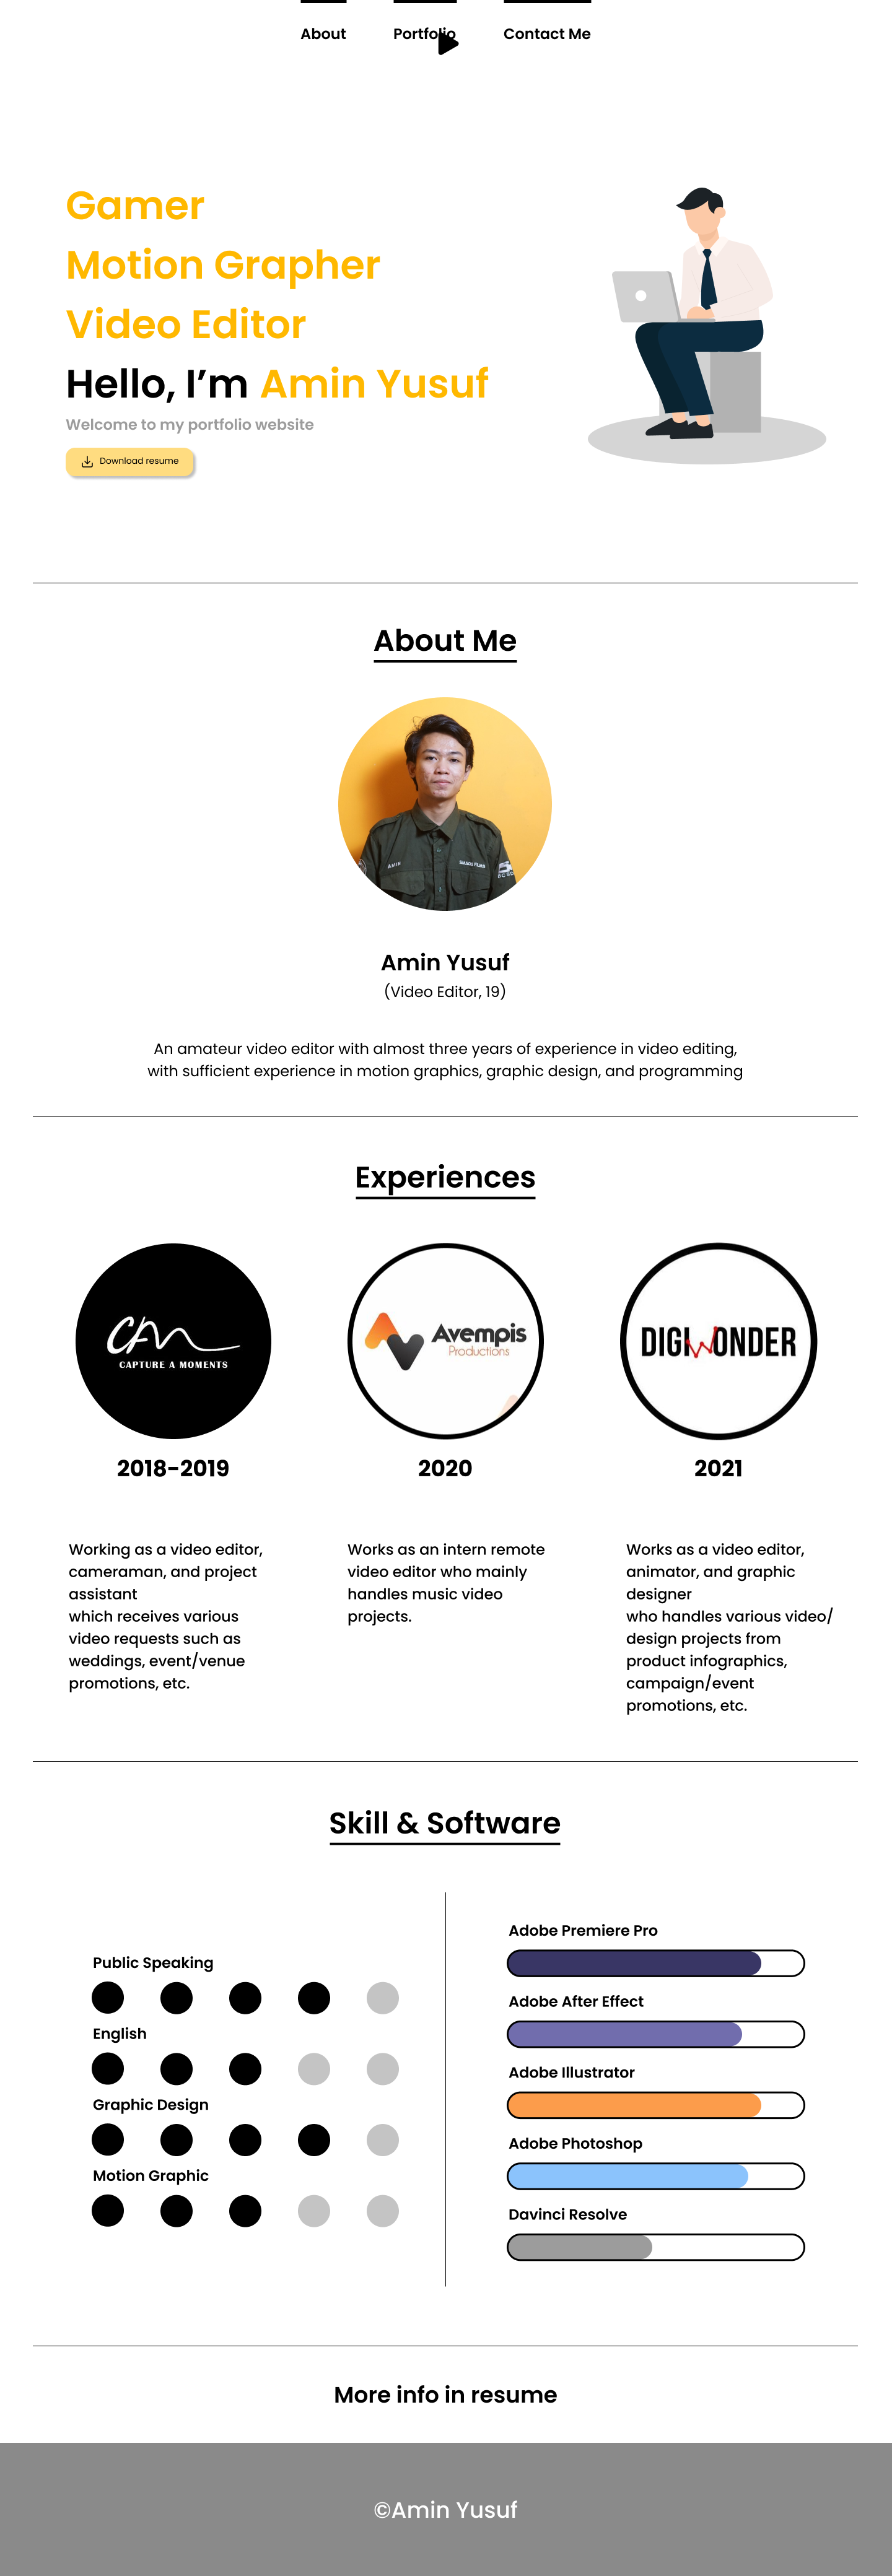 About
Portfolio
Contact Me
Gamer
Motion Grapher
Video Editor
Hello, I’m Amin Yusuf
Welcome to my portfolio website
Download resume
About Me
AMIN
Amin Yusuf
(Video Editor, 19)
An amateur video editor with almost three years of experience in video editing,
with sufficient experience in motion graphics, graphic design, and programming
Experiences
CAM
CAPTURE A MOMENTS
Avempis
Productions
DIGIWONDER
2018-2019
2020
2021
Working as a video editor,
cameraman, and project
assistant
which receives various
video requests such as
weddings, event/venue
promotions, etc.
Works as an intern remote
video editor who mainly
handles music video
projects.
Works as a video editor,
animator, and graphic
designer
who handles various video/
design projects from
product infographics,
campaign/event
promotions, etc.
Skill & Software
Public Speaking
English
Graphic Design
Motion Graphic
Adobe Premiere Pro
Adobe After Effect
Adobe Illustrator
Adobe Photoshop
Davinci Resolve
More info in resume
©Amin Yusuf